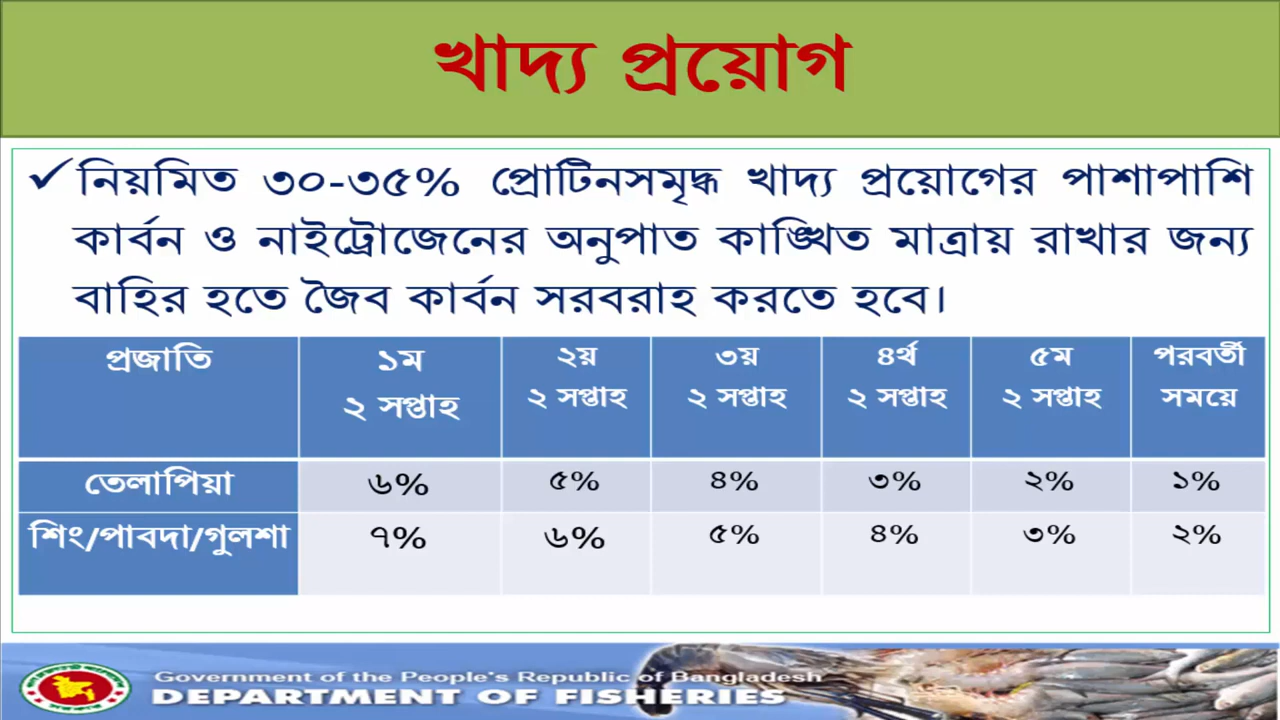 খাদ্য প্রয়োগ
✓নিয়মিত ৩০-৩৫% প্রোটিনসমৃদ্ধ খাদ্য প্রয়োগের পাশাপাশি
কার্বন ও নাইট্রোজেনের অনুপাত কাঙ্খিত মাত্রায় রাখার জন্য
বাহির হতে জৈব কার্বন সরবরাহ করতে হবে।
প্রজাতি ১ম ২ সপ্তাহ ২য় ২ সপ্তাহ ৩য় ২ সপ্তাহ ৪র্থ ২ সপ্তাহ ৫ম ২ সপ্তাহ পরবর্তী সময়ে
তেলাপিয়া ৬% ৫% ৪% ৩% ২% ১%
শিং/পাবদা/গুলশা ৭% ৬% ৫% ৪% ৩% ২%
Government of the People's Republic of Bangladesh
DEPARTMENT OF FISHERIES